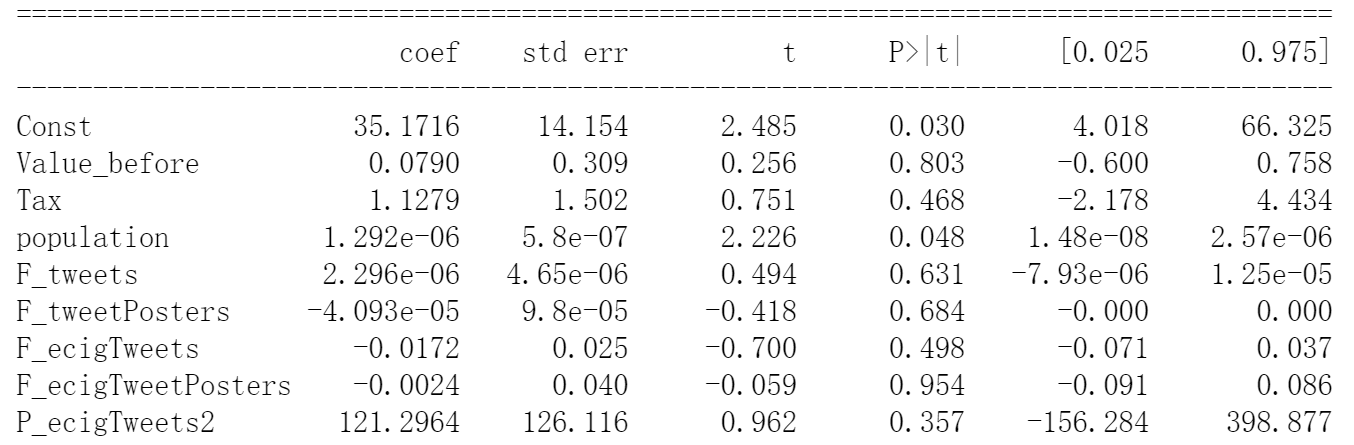 coef std err t P>|t| [0.025 0.975]
Const 35.1716 14.154 2.485 0.030 4.018 66.325
Value_before 0.0790 0.309 0.256 0.803 -0.600 0.758
Tax 1.1279 1.502 0.751 0.468 -2.178 4.434
population 1.292e-06 5.8e-07 2.226 0.048 1.48e-08 2.57e-06
F_tweets 2.296e-06 4.65e-06 0.494 0.631 -7.93e-06 1.25e-05
F_tweetPosters -4.093e-05 9.8e-05 -0.418 0.684 -0.000 0.000
F_ecigTweets -0.0172 0.025 -0.700 0.498 -0.071 0.037
F_ecigTweetPosters -0.0024 0.040 -0.059 0.954 -0.091 0.086
P_ecigTweets2 121.2964 126.116 0.962 0.357 -156.284 398.877